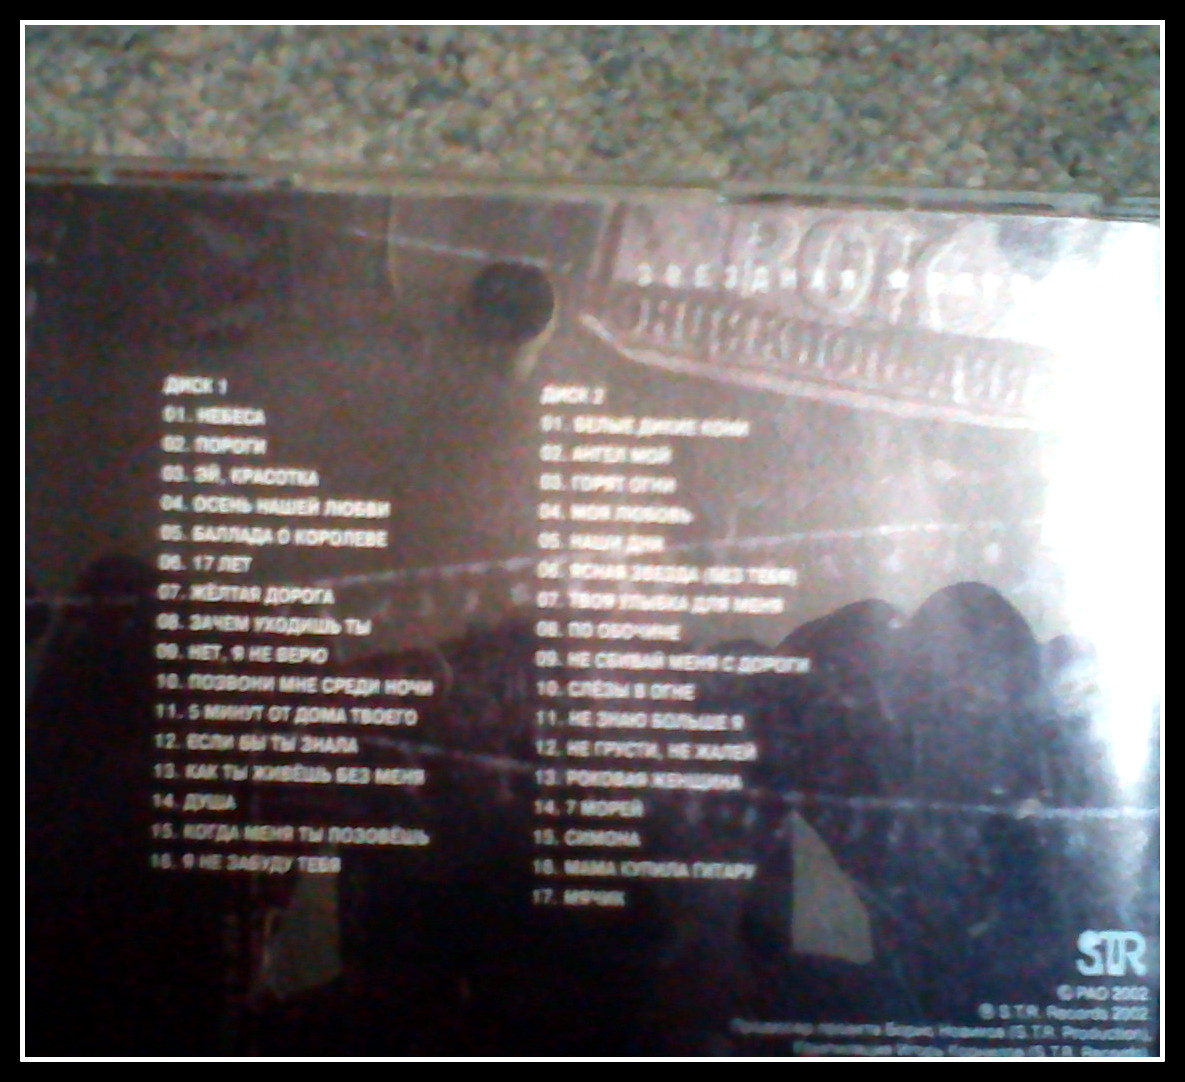 РОК
ЗВЕЗДНАЯ
ЭНЦИКЛОПЕДИЯ
ДИСК 1
01. НЕБЕСА
02. ПОРОГИ
03. ЭЙ, КРАСОТКА
04. ОСЕНЬ НАШЕЙ ЛЮБВИ
05. БАЛЛАДА О КОРОЛЕВЕ
06. 17 ЛЕТ
07. ЖЁЛТАЯ ДОРОГА
08. ЗАЧЕМ УХОДИШЬ ТЫ
09. НЕТ, Я НЕ ВЕРЮ
10. ПОЗВОНИ МНЕ СРЕДИ НОЧИ
11. 5 МИНУТ ОТ ДОМА ТВОЕГО
12. ЕСЛИ БЫ ТЫ ЗНАЛА
13. КАК ТЫ ЖИВЁШЬ БЕЗ МЕНЯ
14. ДУША
15. КОГДА МЕНЯ ТЫ ПОЗОВЁШЬ
16. Я НЕ ЗАБУДУ ТЕБЯ
ДИСК 2
01. БЕЛЫЕ ДИКИЕ КОНИ
02. АНГЕЛ МОЙ
03. ГОРЯТ ОГНИ
04. МОЯ ЛЮБОВЬ
05. НАШИ ДНИ
06. ЯСНАЯ ЗВЕЗДА (БЕЗ ТЕБЯ)
07. ТВОЯ УЛЫБКА ДЛЯ МЕНЯ
08. ПО ОБОЧИНЕ
09. НЕ СБИВАЙ МЕНЯ С ДОРОГИ
10. СЛЁЗЫ В ОГНЕ
11. НЕ ЗНАЮ БОЛЬШЕ Я
12. НЕ ГРУСТИ, НЕ ЖАЛЕЙ
13. РОКОВАЯ ЖЕНЩИНА
14. 7 МОРЕЙ
15. СИМОНА
16. МАМА КУПИЛА ГИТАРУ
17. МЯЧИК
STR
© РАО 2002
® S.T.R. Records 2002
Продюсер проекта Борис (S.T.R. Production),
Игорь (S.T.R. Records)